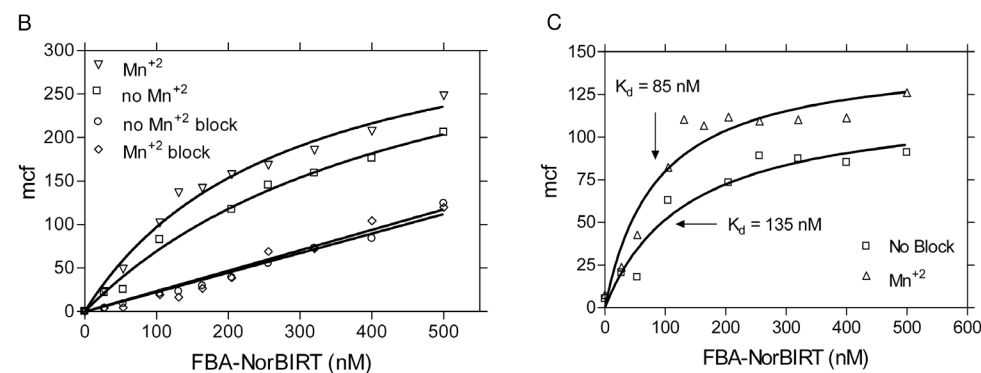 B
300
250
200
150
100
50
0
mcf
Mn+2
no Mn+2
no Mn+2 block
Mn+2 block
0 100 200 300 400 500
FBA-NorBIRT (nM)
C
150
125
100
75
50
25
0
mcf
Kd = 85 nM
Kd = 135 nM
No Block
Mn+2
0 100 200 300 400 500 600
FBA-NorBIRT (nM)